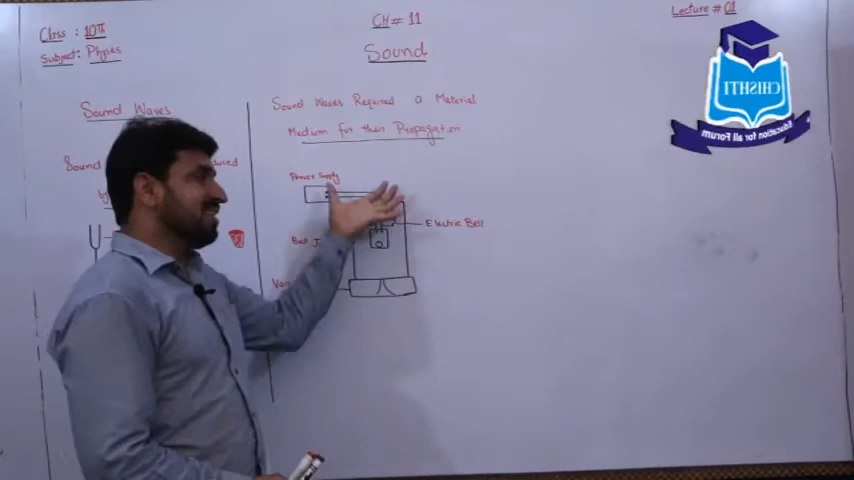 Class : 10Th
Subject : Physics
CH # 11
Sound
Lecture # 01
CHISHTI
Education For All
Sound Waves
Sound
Sound Waves Required a Material
Medium for their Propagation
Power Supply
Electric Bell